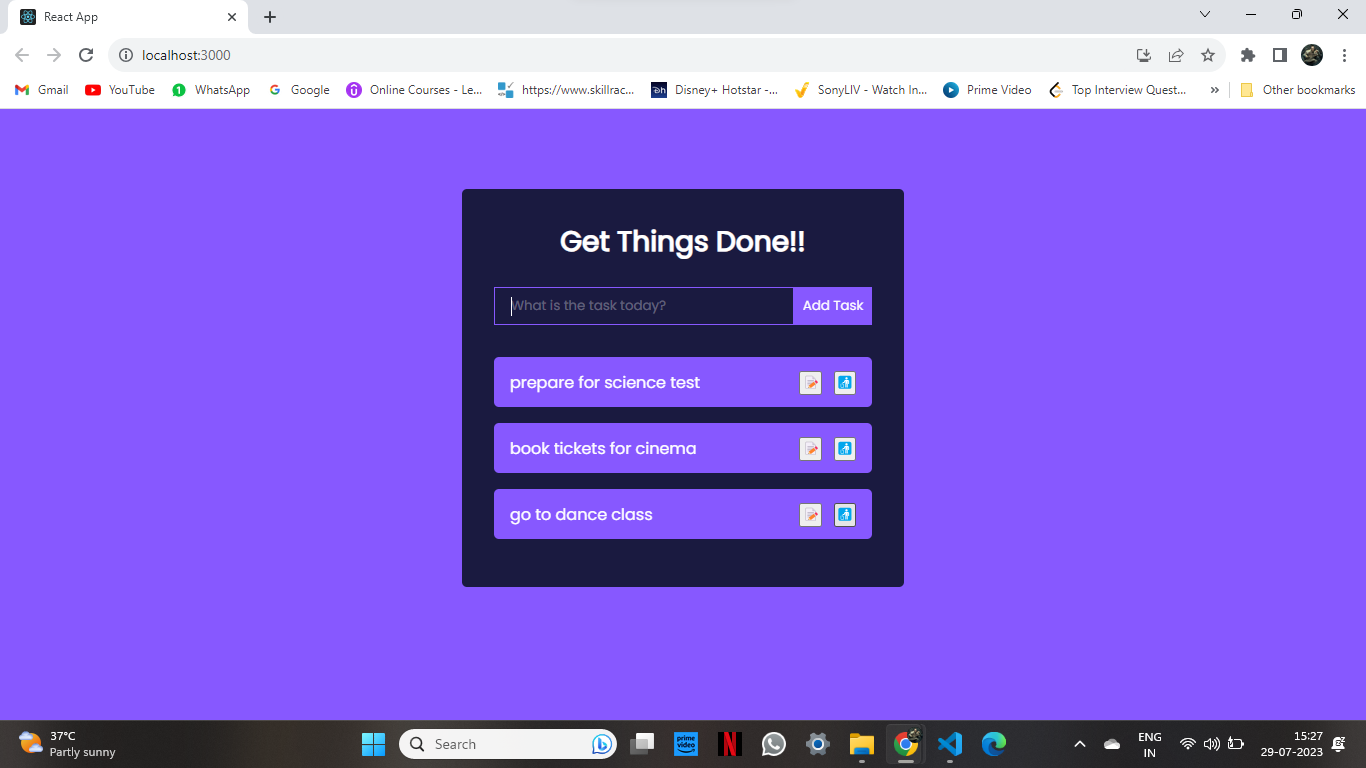 React App
localhost:3000
Gmail
YouTube
WhatsApp
Google
Online Courses - Le...
https://www.skillrac...
Disney+ Hotstar -...
SonyLIV - Watch In...
Prime Video
Top Interview Quest...
»
Other bookmarks
Get Things Done!!
What is the task today?
Add Task
prepare for science test
book tickets for cinema
go to dance class
37°C
Partly sunny
Search
prime video
ENG
IN
15:27
29-07-2023